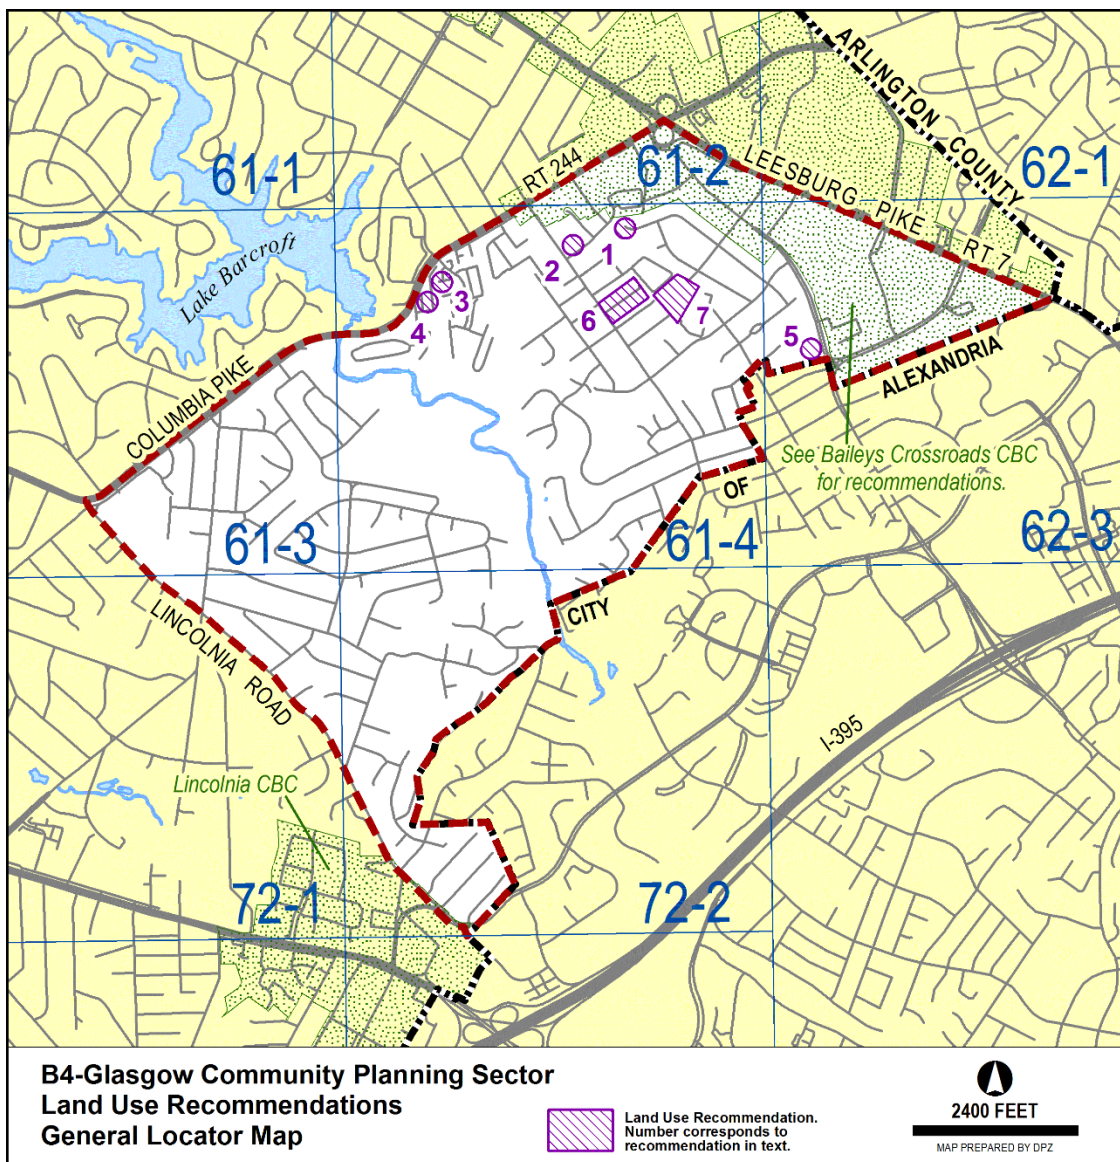 ARLINGTON COUNTY
61-1
RT 244
61-2
LEESBURG PIKE RT 7
62-1
Lake Barcroft
1
2
3
4
6
7
5
COLUMBIA PIKE
ALEXANDRIA
See Baileys Crossroads CBC
for recommendations.
OF
61-3
61-4
62-3
CITY
LINCOLNIA ROAD
I-395
Lincolnia CBC
72-1
72-2
B4-Glasgow Community Planning Sector
Land Use Recommendations
General Locator Map
Land Use Recommendation.
Number corresponds to
recommendation in text.
2400 FEET
MAP PREPARED BY DPZ